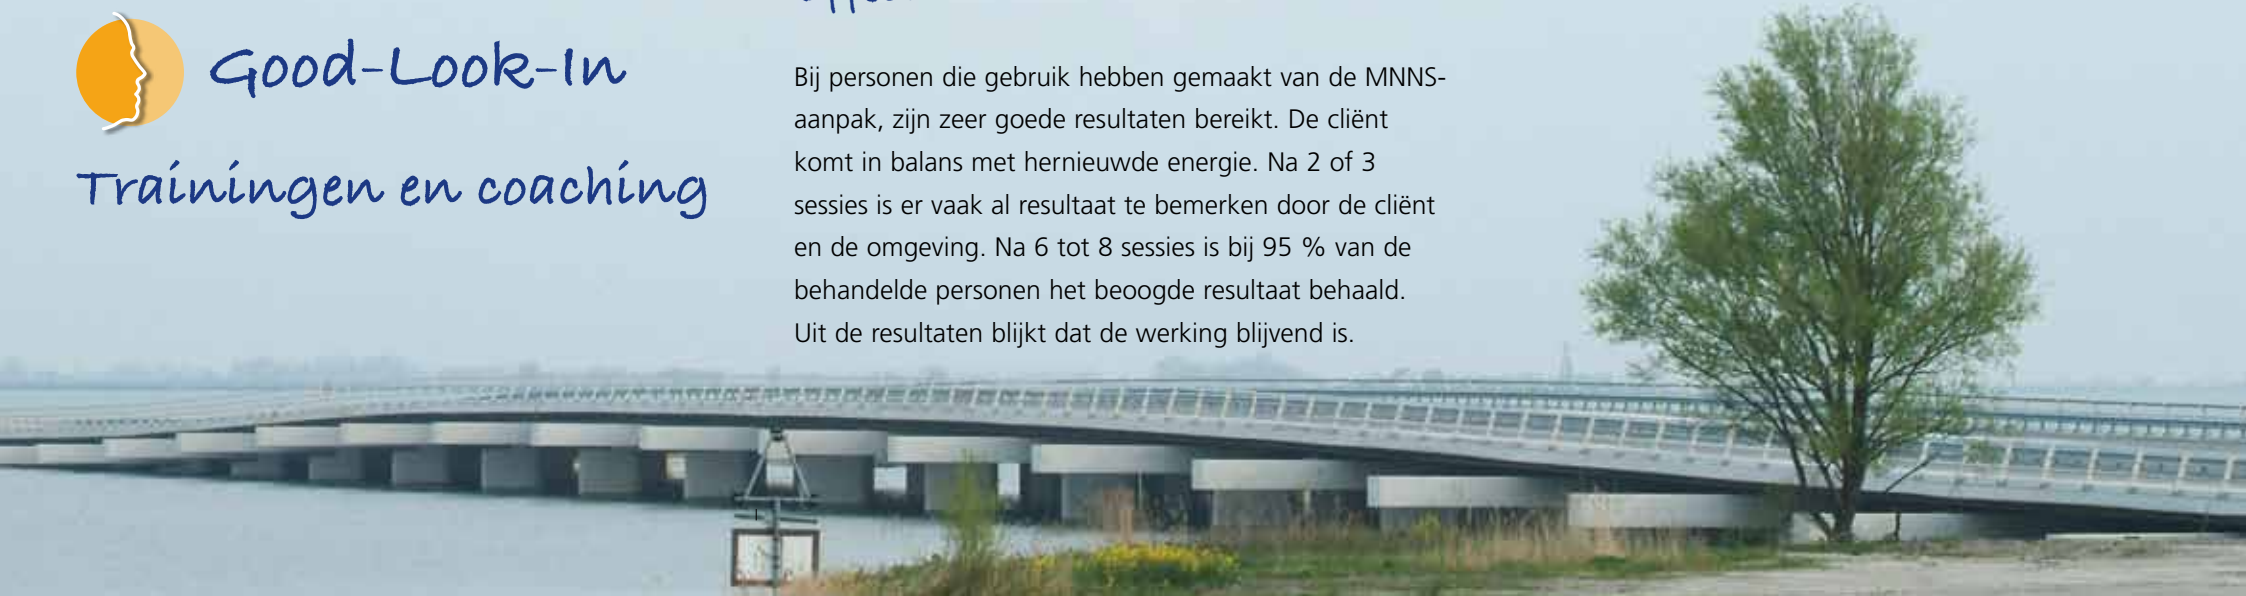 Good-Look-In
Trainingen en coaching
Bij personen die gebruik hebben gemaakt van de MNNS-
aanpak, zijn zeer goede resultaten bereikt. De cliënt
komt in balans met hernieuwde energie. Na 2 of 3
sessies is er vaak al resultaat te bemerken door de cliënt
en de omgeving. Na 6 tot 8 sessies is bij 95 % van de
behandelde personen het beoogde resultaat behaald.
Uit de resultaten blijkt dat de werking blijvend is.